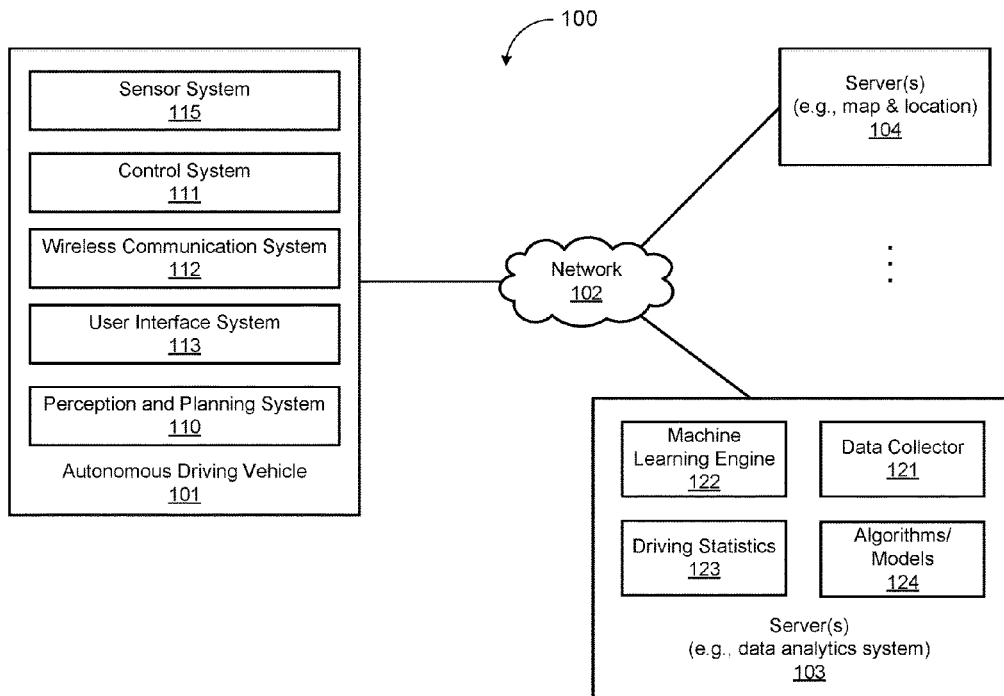 100
Sensor System
115
Control System
111
Wireless Communication System
112
User Interface System
113
Perception and Planning System
110
Autonomous Driving Vehicle
101
Network
102
Server(s)
(e.g., map & location)
104
Machine
Learning Engine
122
Data Collector
121
Driving Statistics
123
Algorithms/
Models
124
Server(s)
(e.g., data analytics system)
103